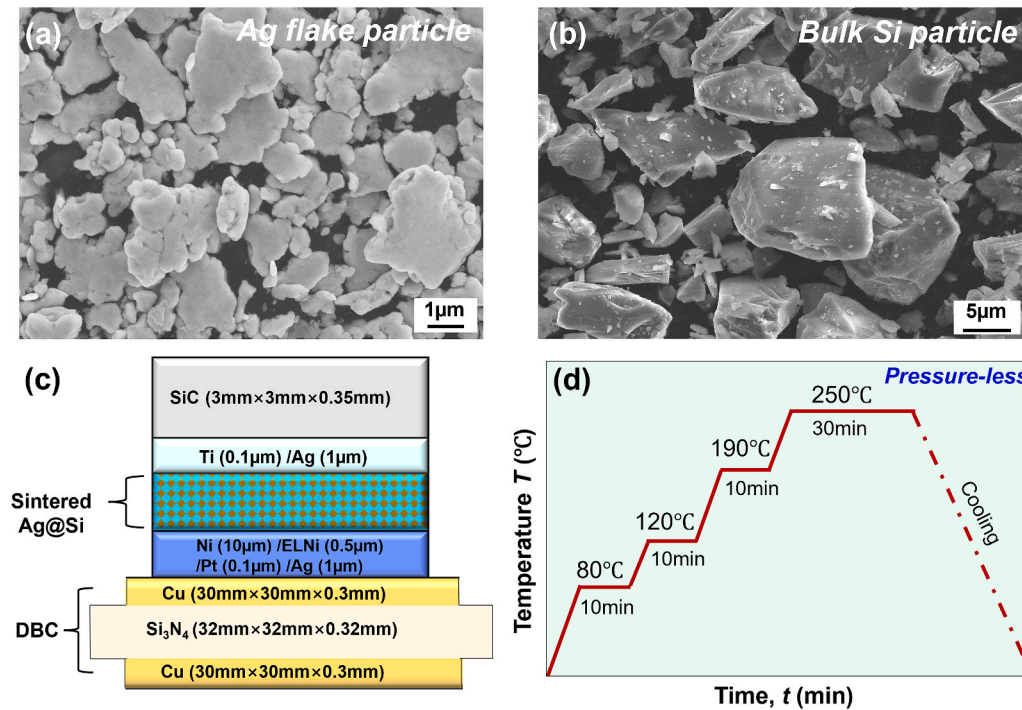 (a)
Ag flake particle
1μm
(b)
Bulk Si particle
5μm
(c)
SiC (3mm×3mm×0.35mm)
Ti (0.1μm) /Ag (1μm)
Sintered
Ag@Si
Ni (10μm) /ELNi (0.5μm)
/Pt (0.1μm) /Ag (1μm)
Cu (30mm×30mm×0.3mm)
DBC
Si₃N₄ (32mm×32mm×0.32mm)
Cu (30mm×30mm×0.3mm)
(d)
Pressure-less
250℃
30min
190℃
10min
120℃
10min
80℃
10min
Cooling
Temperature T (℃)
Time, t (min)